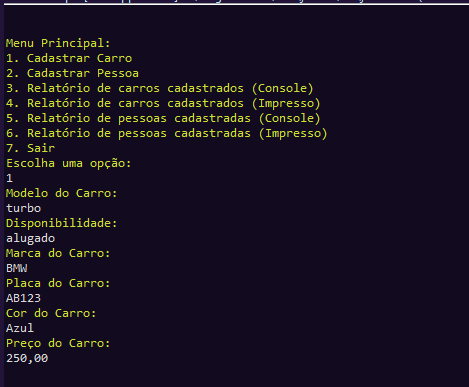 Menu Principal:
1. Cadastrar Carro
2. Cadastrar Pessoa
3. Relatório de carros cadastrados (Console)
4. Relatório de carros cadastrados (Impresso)
5. Relatório de pessoas cadastradas (Console)
6. Relatório de pessoas cadastradas (Impresso)
7. Sair
Escolha uma opção:
1
Modelo do Carro:
turbo
Disponibilidade:
alugado
Marca do Carro:
BMW
Placa do Carro:
AB123
Cor do Carro:
Azul
Preço do Carro:
250,00